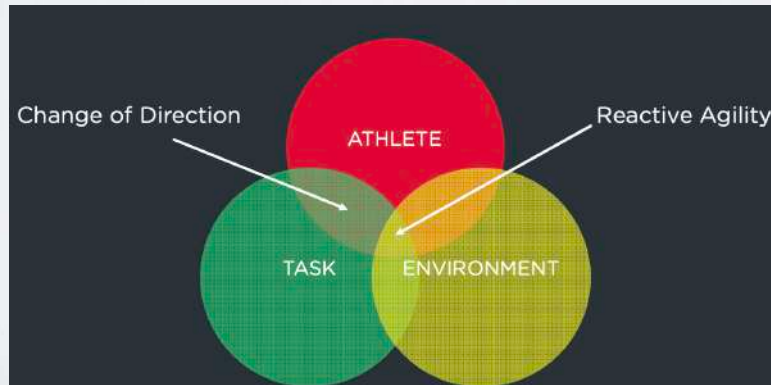 Change of Direction
Reactive Agility
ATHLETE
TASK
ENVIRONMENT